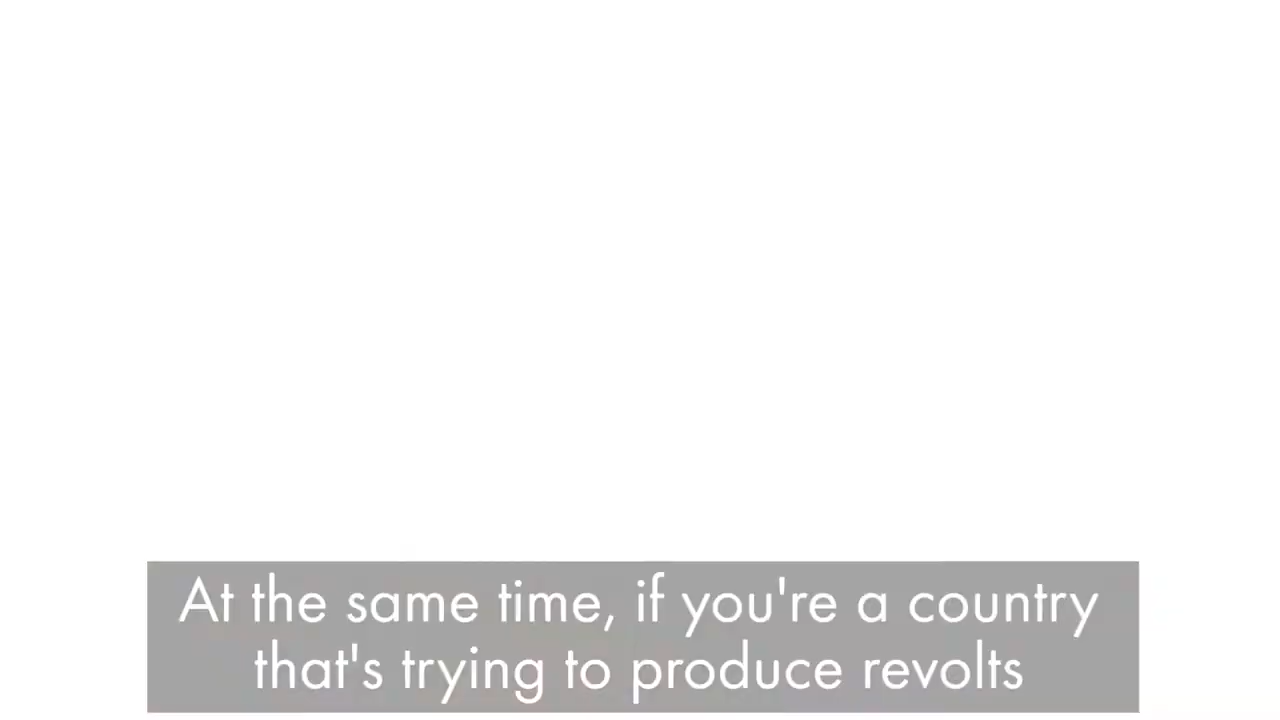 At the same time, if you're a country
that's trying to produce revolts